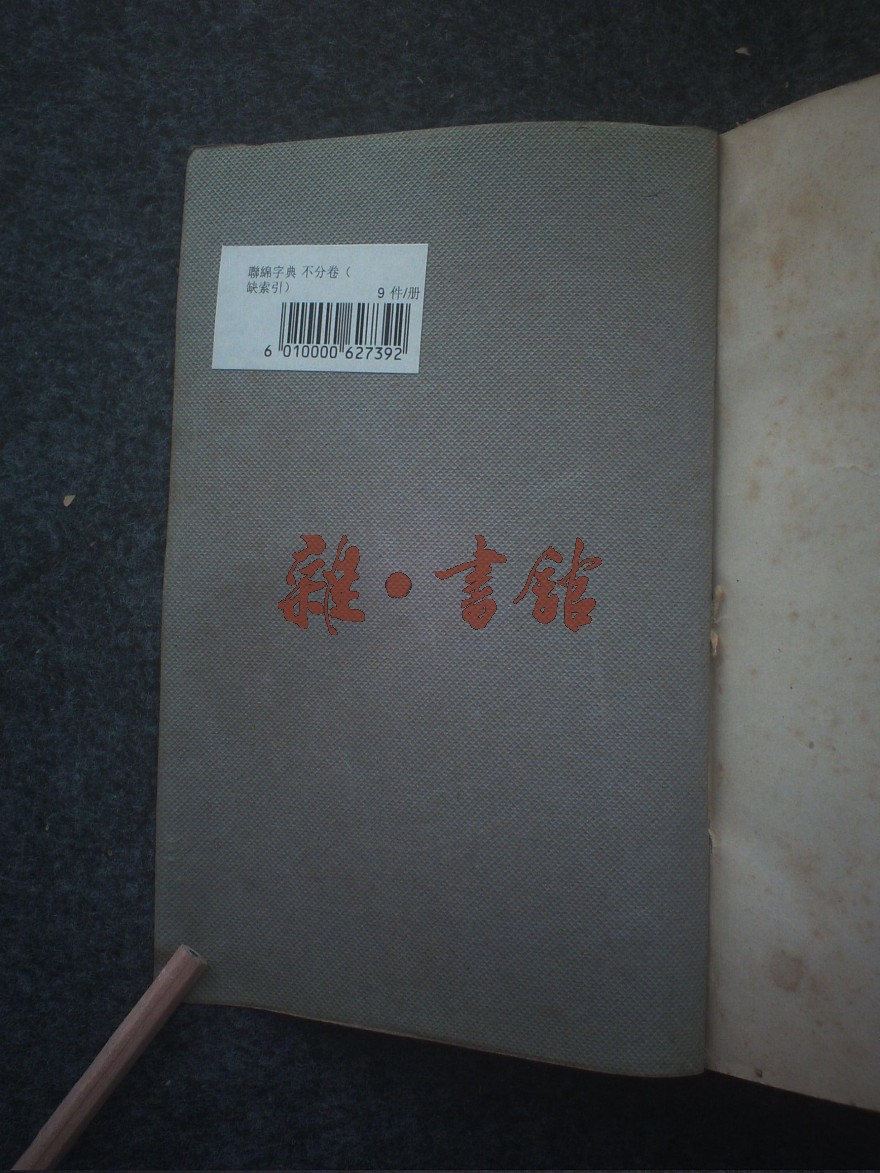 聯綿字典 不分卷（
缺索引）
9 件/册
6 010000 627392
雜·書館